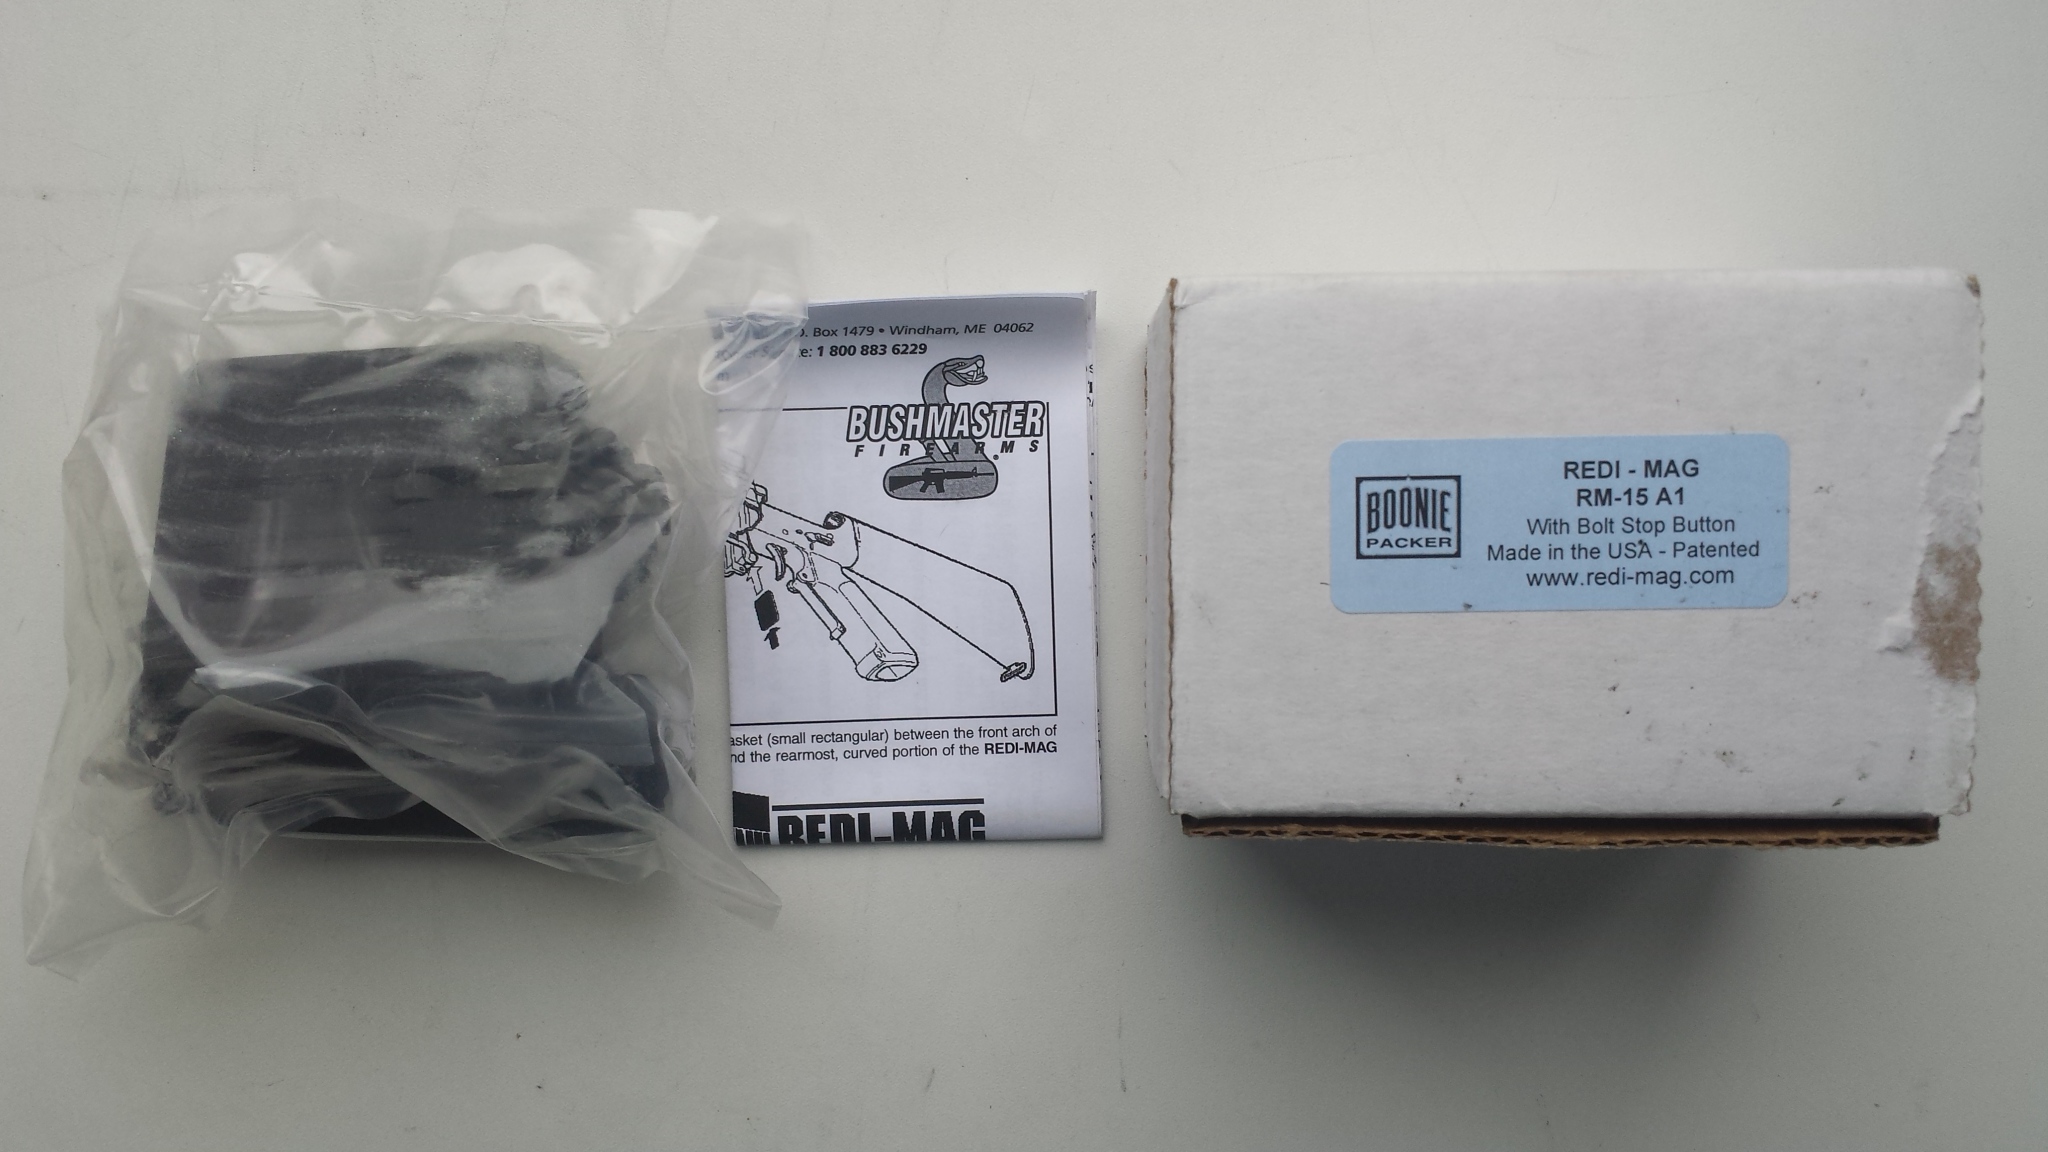 . Box 1479 • Windham, ME 04062
e: 1 800 883 6229
BUSHMASTER
FIREARMS
asket (small rectangular) between the front arch of
nd the rearmost, curved portion of the REDI-MAG
REDI-MAG
BOONIE
PACKER
REDI - MAG
RM-15 A1
With Bolt Stop Button
Made in the USA - Patented
www.redi-mag.com